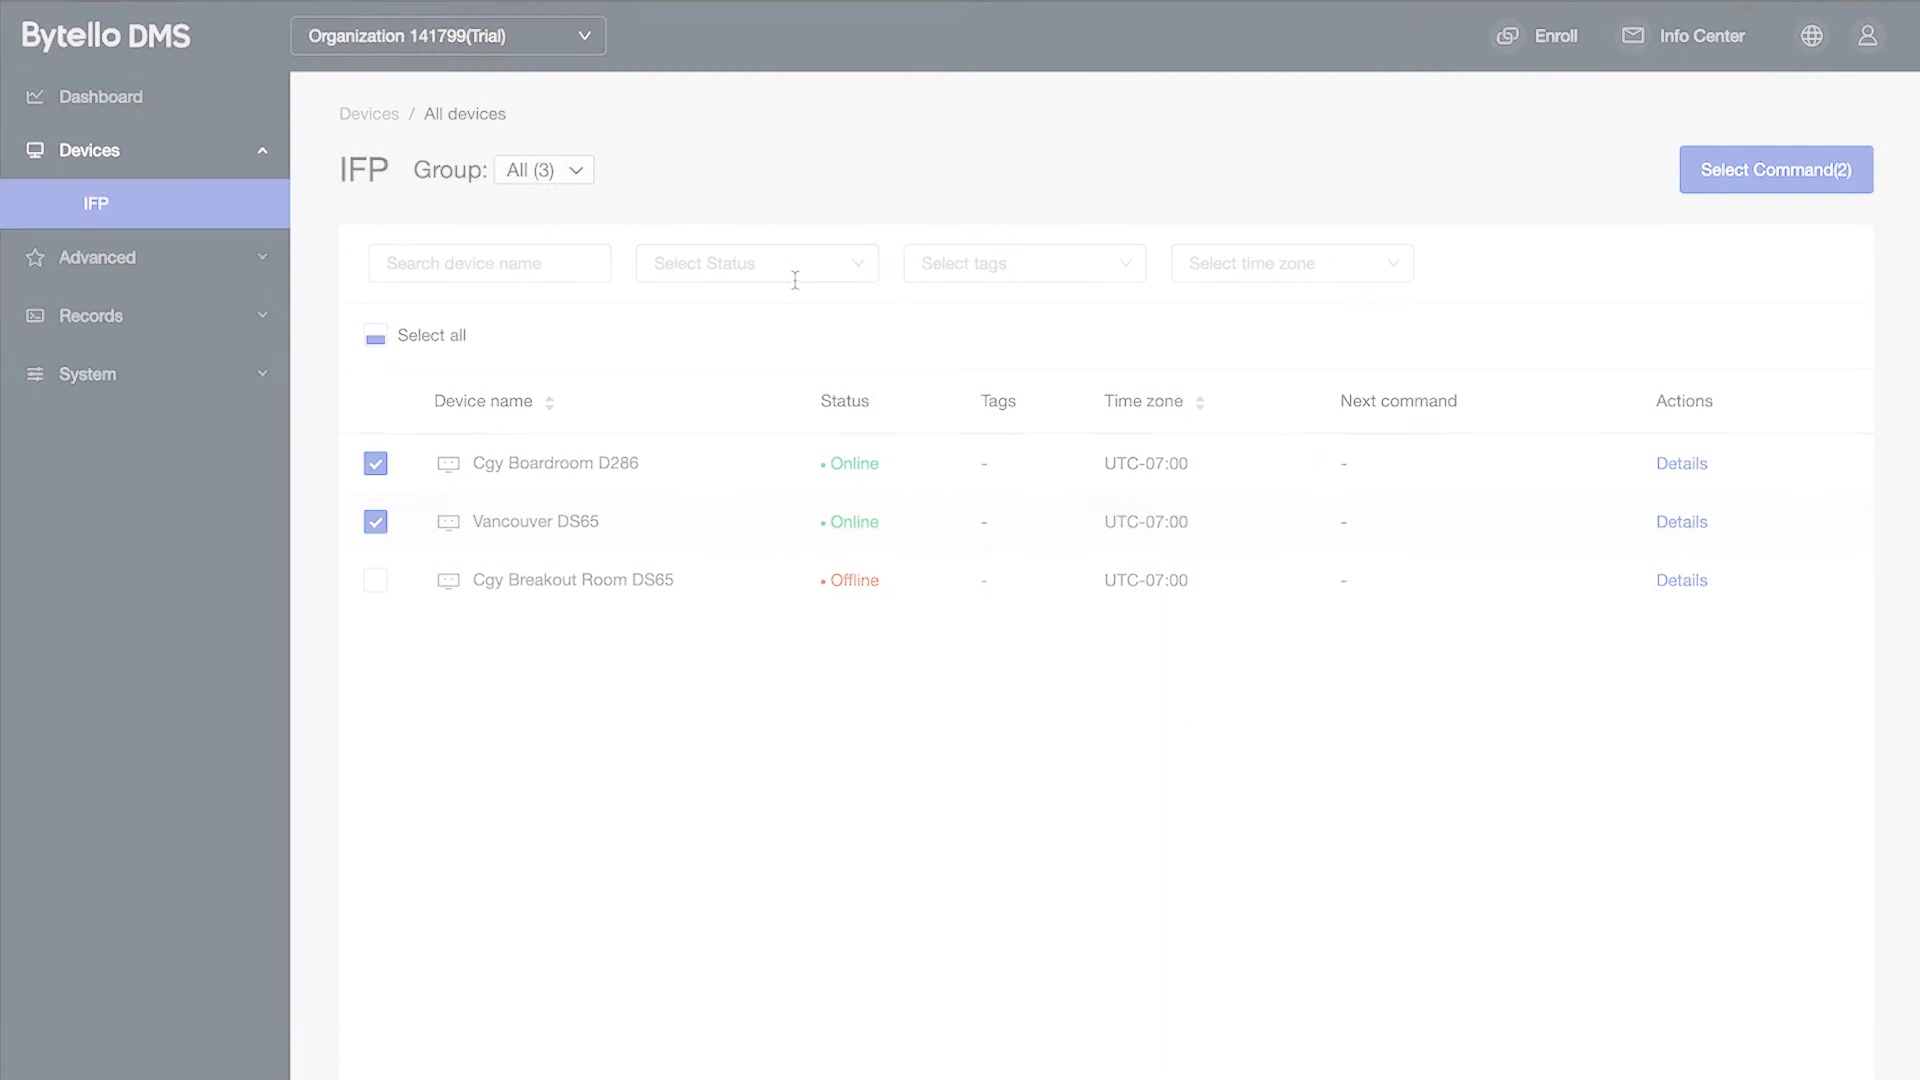 Bytello DMS
Organization 141799(Trial)
Enroll
Info Center
Dashboard
Devices
IFP
Advanced
Records
System
Devices / All devices
IFP Group: All (3)
Select Command(2)
Search device name
Select Status
Select tags
Select time zone
Select all
Device name Status Tags Time zone Next command Actions
Cgy Boardroom D286 • Online - UTC-07:00 - Details
Vancouver DS65 • Online - UTC-07:00 - Details
Cgy Breakout Room DS65 • Offline - UTC-07:00 - Details